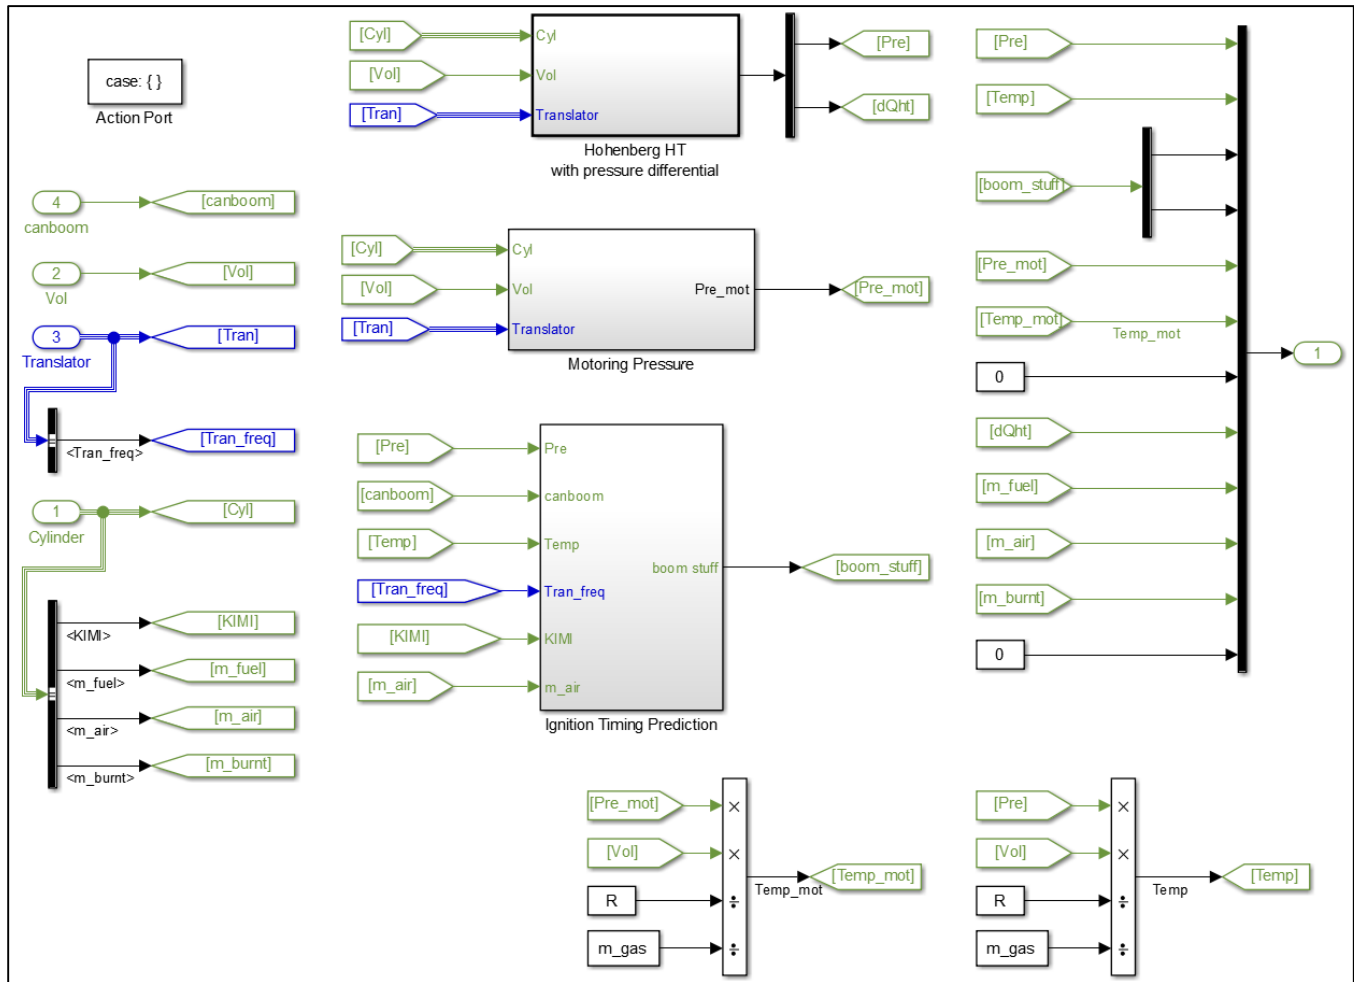 case: { }
Action Port
4
canboom
[canboom]
2
Vol
[Vol]
3
Translator
[Tran]
<Tran_freq>
[Tran_freq]
1
Cylinder
[Cyl]
<KIMI>
[KIMI]
<m_fuel>
[m_fuel]
<m_air>
[m_air]
<m_burnt>
[m_burnt]
[Cyl]
[Vol]
[Tran]
Cyl
Vol
Translator
Hohenberg HT
with pressure differential
[Pre]
[dQht]
[Cyl]
[Vol]
[Tran]
Cyl
Vol
Translator
Pre_mot
Motoring Pressure
[Pre_mot]
[Pre]
[canboom]
[Temp]
[Tran_freq]
[KIMI]
[m_air]
Pre
canboom
Temp
Tran_freq
KIMI
m_air
boom stuff
Ignition Timing Prediction
[boom_stuff]
[Pre_mot]
[Vol]
R
m_gas
×
×
÷
÷
Temp_mot
[Temp_mot]
[Pre]
[Temp]
[boom_stuff]
[Pre_mot]
[Temp_mot]
Temp_mot
0
[dQht]
[m_fuel]
[m_air]
[m_burnt]
0
1
[Pre]
[Vol]
R
m_gas
×
×
÷
÷
Temp
[Temp]